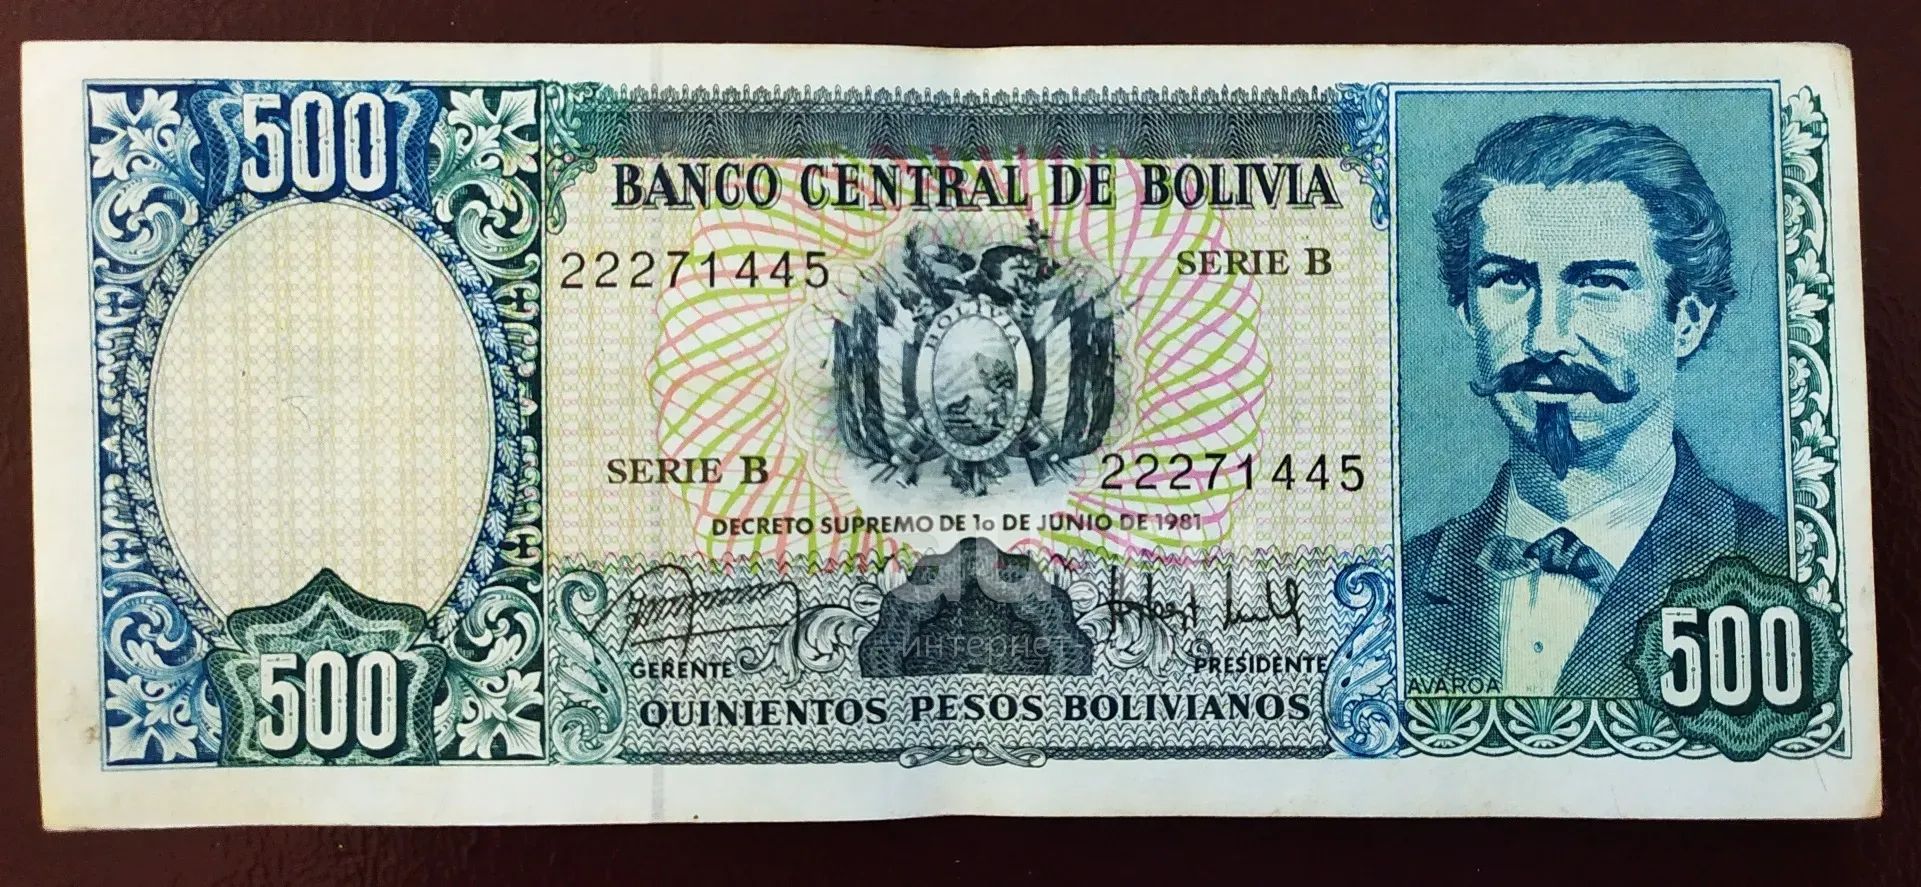 500
BANCO CENTRAL DE BOLIVIA
22271445
SERIE B
BOLIVIA
SERIE B
22271445
DECRETO SUPREMO DE 1o DE JUNIO DE 1981
интернет
GERENTE
PRESIDENTE
AVAROA
500
500
QUINIENTOS PESOS BOLIVIANOS